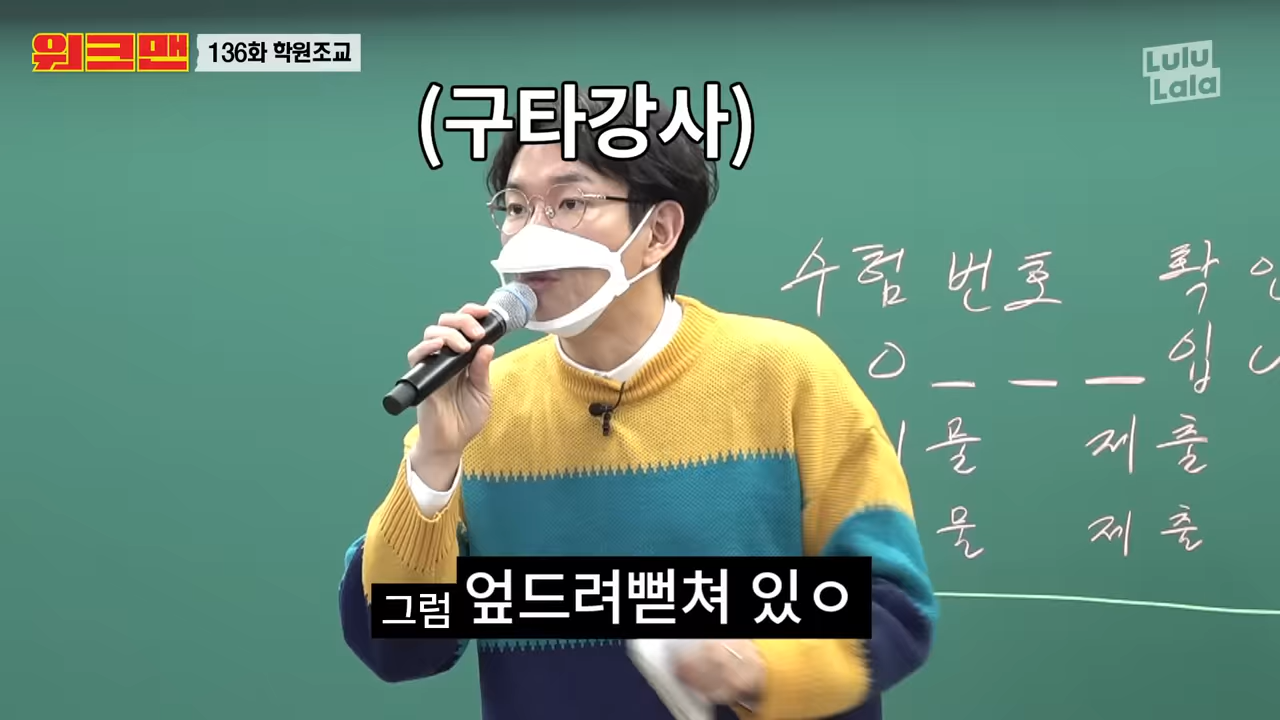 워크맨 136화 학원조교
Lulu
Lala
(구타강사)
수험 번호 확
0 _ _ _ 입
물 제출
물 제출
그럼 엎드려뻗쳐 있ㅇ